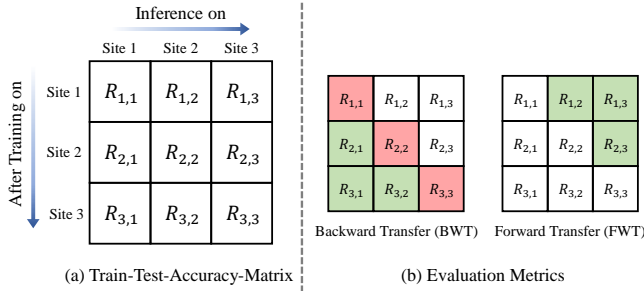 Inference on
Site 1 Site 2 Site 3
After Training on
Site 1 R1,1 R1,2 R1,3
Site 2 R2,1 R2,2 R2,3
Site 3 R3,1 R3,2 R3,3
(a) Train-Test-Accuracy-Matrix
R1,1 R1,2 R1,3
R2,1 R2,2 R2,3
R3,1 R3,2 R3,3
Backward Transfer (BWT)
R1,1 R1,2 R1,3
R2,1 R2,2 R2,3
R3,1 R3,2 R3,3
Forward Transfer (FWT)
(b) Evaluation Metrics